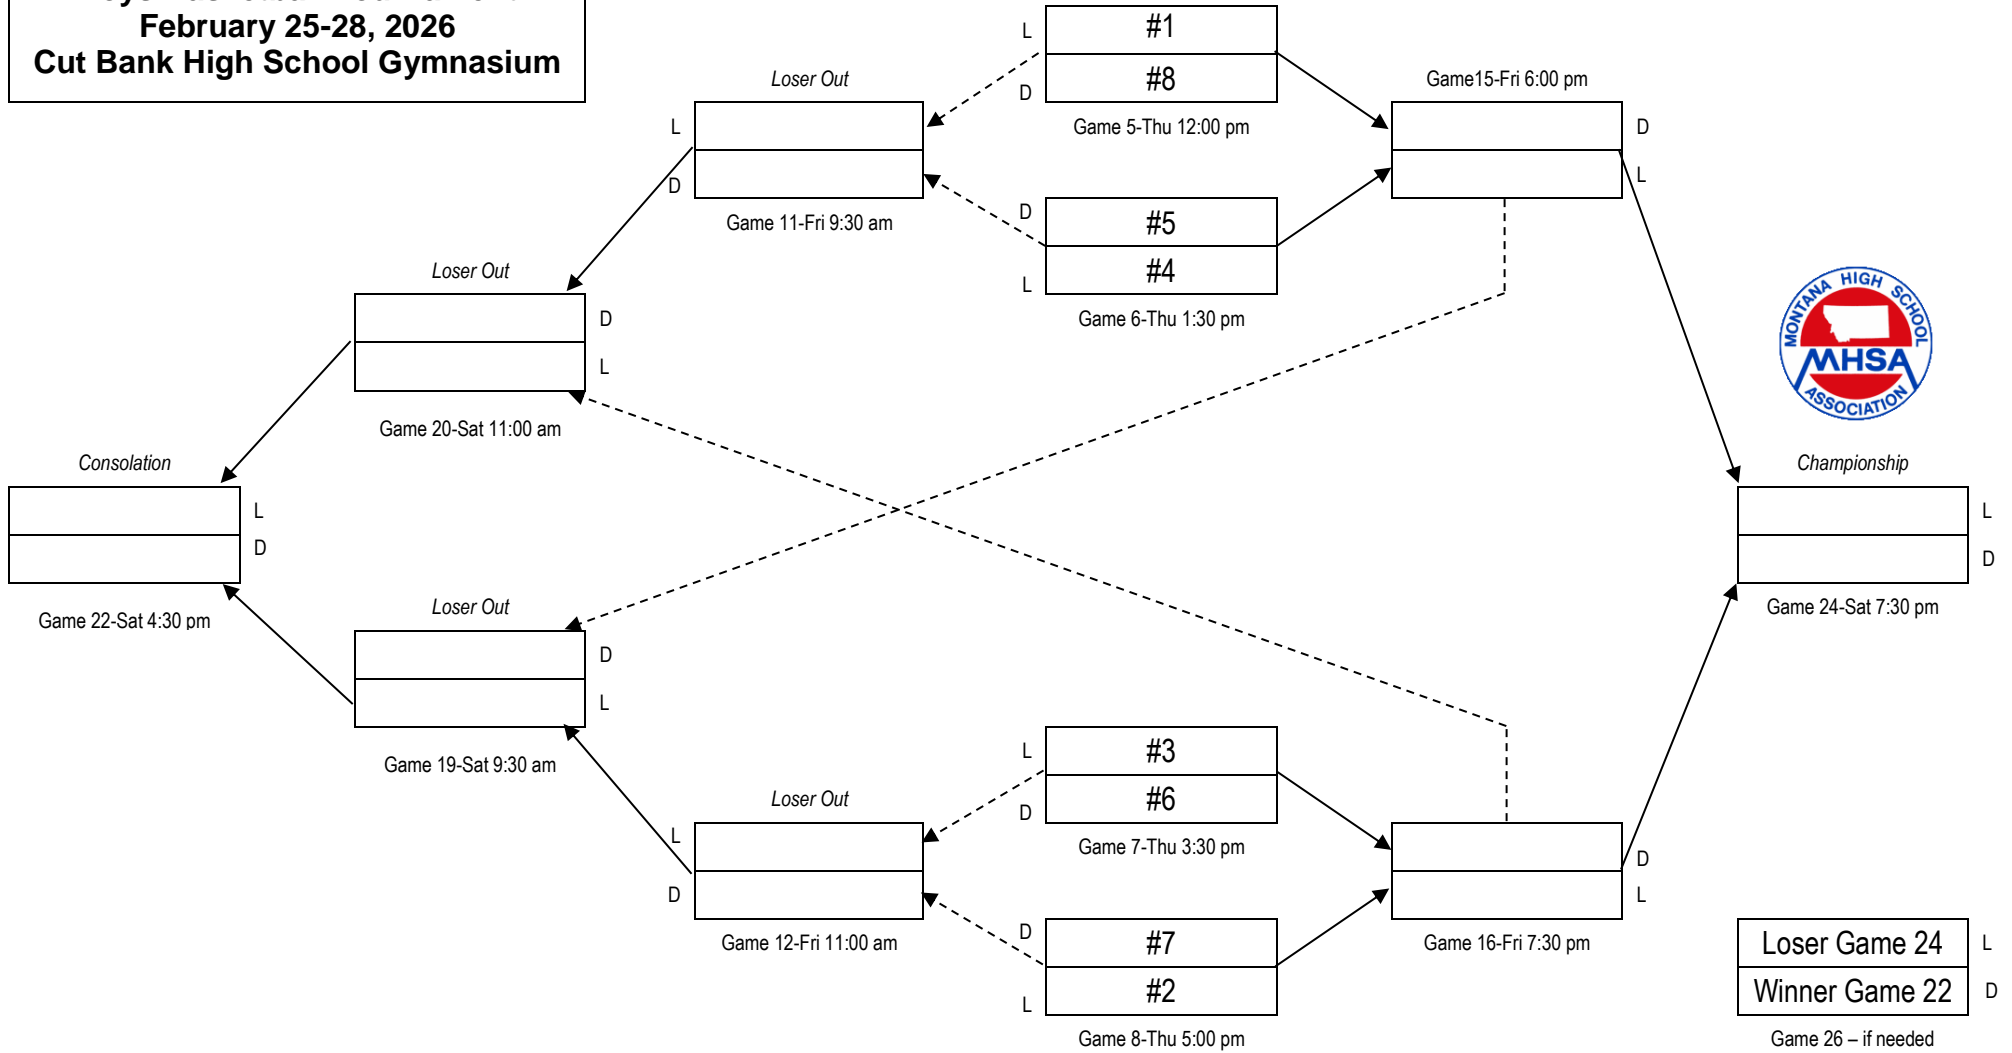 February 25-28, 2026
Cut Bank High School Gymnasium
L
#1
D
#8
Game 5-Thu 12:00 pm
D
#5
L
#4
Game 6-Thu 1:30 pm
Loser Out
L
D
Game 11-Fri 9:30 am
Game15-Fri 6:00 pm
D
L
Loser Out
D
L
Game 20-Sat 11:00 am
MONTANA HIGH SCHOOL
MHSA
ASSOCIATION
Consolation
L
D
Game 22-Sat 4:30 pm
Championship
L
D
Game 24-Sat 7:30 pm
Loser Out
D
L
Game 19-Sat 9:30 am
L
#3
D
#6
Game 7-Thu 3:30 pm
Loser Out
L
D
Game 12-Fri 11:00 am
D
L
Game 16-Fri 7:30 pm
D
#7
L
#2
Game 8-Thu 5:00 pm
Loser Game 24 L
Winner Game 22 D
Game 26 – if needed